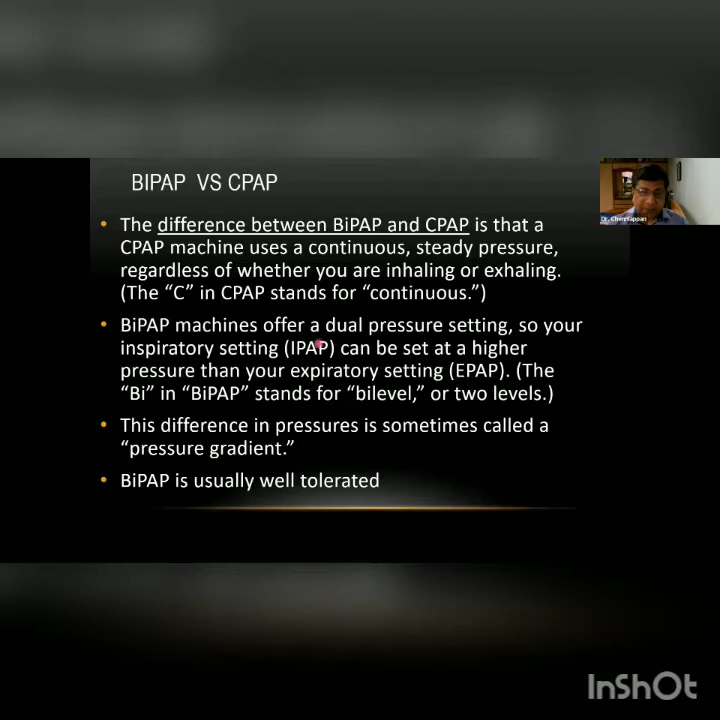 BIPAP VS CPAP
• The difference between BiPAP and CPAP is that a
CPAP machine uses a continuous, steady pressure,
regardless of whether you are inhaling or exhaling.
(The “C” in CPAP stands for “continuous.”)
• BiPAP machines offer a dual pressure setting, so your
inspiratory setting (IPAP) can be set at a higher
pressure than your expiratory setting (EPAP). (The
“Bi” in “BiPAP” stands for “bilevel,” or two levels.)
• This difference in pressures is sometimes called a
“pressure gradient.”
• BiPAP is usually well tolerated
Dr. Chennappan
InShOt